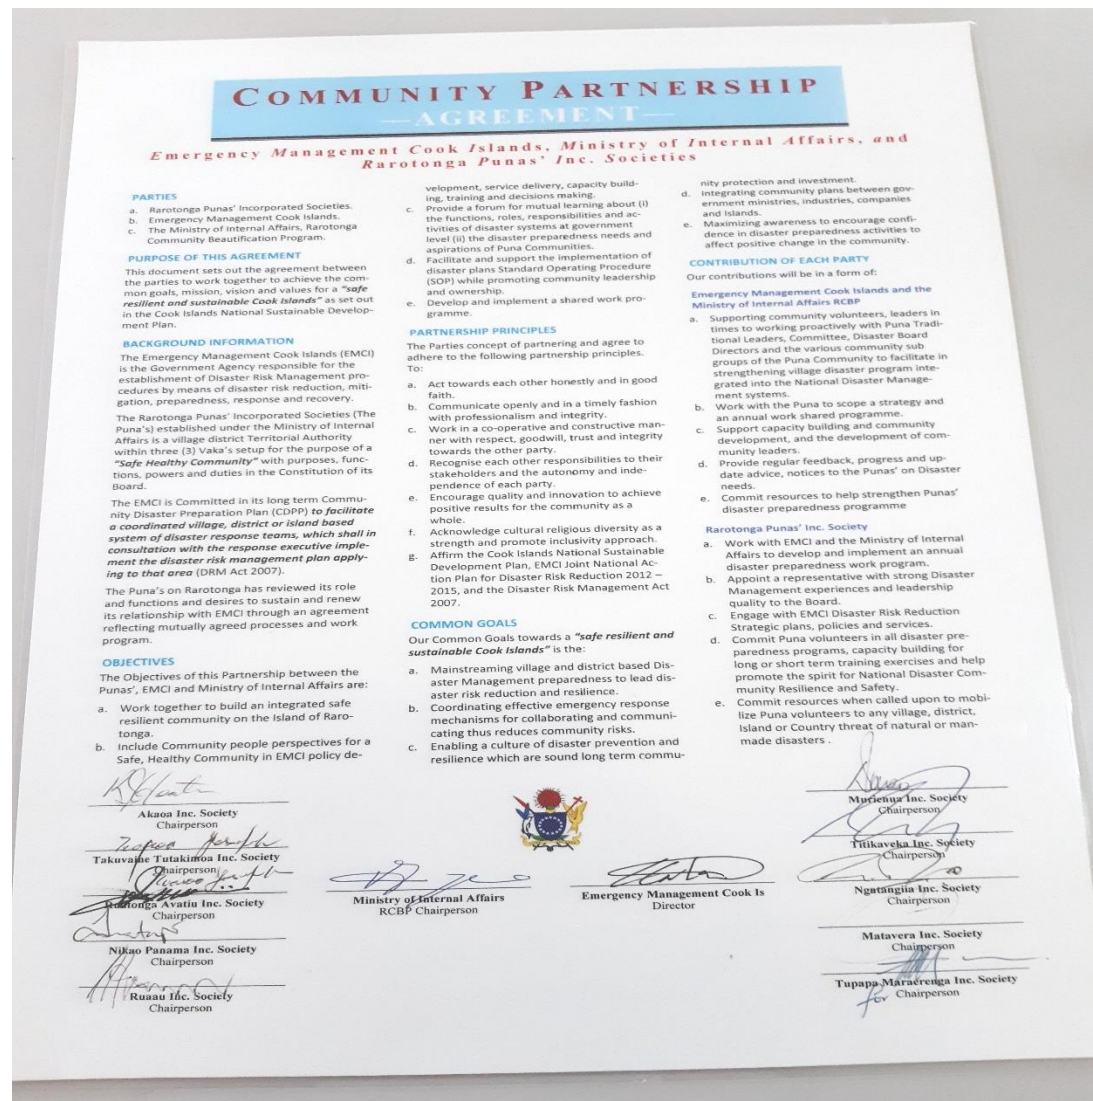 COMMUNITY PARTNERSHIP
—AGREEMENT—
Emergency Management Cook Islands, Ministry of Internal Affairs, and
Rarotonga Punas' Inc. Societies
PARTIES
a. Rarotonga Punas' Incorporated Societies.
b. Emergency Management Cook Islands.
c. The Ministry of Internal Affairs, Rarotonga
Community Beautification Program.
PURPOSE OF THIS AGREEMENT
This document sets out the agreement between
the parties to work together to achieve the com-
mon goals, mission, vision and values for a "safe
resilient and sustainable Cook Islands" as set out
in the Cook Islands National Sustainable Develop-
ment Plan.
BACKGROUND INFORMATION
The Emergency Management Cook Islands (EMCI)
is the Government Agency responsible for the
establishment of Disaster Risk Management pro-
cedures by means of disaster risk reduction, miti-
gation, preparedness, response and recovery.
The Rarotonga Punas' Incorporated Societies (The
Puna's) established under the Ministry of Internal
Affairs is a village district Territorial Authority
within three (3) Vaka's setup for the purpose of a
"Safe Healthy Community" with purposes, func-
tions, powers and duties in the Constitution of its
Board.
The EMCI is Committed in its long term Commu-
nity Disaster Preparation Plan (CDPP) to facilitate
a coordinated village, district or island based
system of disaster response teams, which shall in
consultation with the response executive imple-
ment the disaster risk management plan apply-
ing to that area (DRM Act 2007).
The Puna's on Rarotonga has reviewed its role
and functions and desires to sustain and renew
its relationship with EMCI through an agreement
reflecting mutually agreed processes and work
program.
OBJECTIVES
The Objectives of this Partnership between the
Punas', EMCI and Ministry of Internal Affairs are:
a. Work together to build an integrated safe
resilient community on the Island of Raro-
tonga.
b. Include Community people perspectives for a
Safe, Healthy Community in EMCI policy de-
velopment, service delivery, capacity build-
ing, training and decisions making.
c. Provide a forum for mutual learning about (i)
the functions, roles, responsibilities and ac-
tivities of disaster systems at government
level (ii) the disaster preparedness needs and
aspirations of Puna Communities.
d. Facilitate and support the implementation of
disaster plans Standard Operating Procedure
(SOP) while promoting community leadership
and ownership.
e. Develop and implement a shared work pro-
gramme.
PARTNERSHIP PRINCIPLES
The Parties concept of partnering and agree to
adhere to the following partnership principles.
To:
a. Act towards each other honestly and in good
faith.
b. Communicate openly and in a timely fashion
with professionalism and integrity.
c. Work in a co-operative and constructive man-
ner with respect, goodwill, trust and integrity
towards the other party.
d. Recognise each other responsibilities to their
stakeholders and the autonomy and inde-
pendence of each party.
e. Encourage quality and innovation to achieve
positive results for the community as a
whole.
f. Acknowledge cultural religious diversity as a
strength and promote inclusivity approach.
g. Affirm the Cook Islands National Sustainable
Development Plan, EMCI Joint National Ac-
tion Plan for Disaster Risk Reduction 2012 –
2015, and the Disaster Risk Management Act
2007.
COMMON GOALS
Our Common Goals towards a "safe resilient and
sustainable Cook Islands" is the:
a. Mainstreaming village and district based Dis-
aster Management preparedness to lead dis-
aster risk reduction and resilience.
b. Coordinating effective emergency response
mechanisms for collaborating and communi-
cating thus reduces community risks.
c. Enabling a culture of disaster prevention and
resilience which are sound long term commu-
nity protection and investment.
d. Integrating community plans between gov-
ernment ministries, industries, companies
and Islands.
e. Maximizing awareness to encourage confi-
dence in disaster preparedness activities to
affect positive change in the community.
CONTRIBUTION OF EACH PARTY
Our contributions will be in a form of:
Emergency Management Cook Islands and the
Ministry of Internal Affairs RCBP
a. Supporting community volunteers, leaders in
times to working proactively with Puna Tradi-
tional Leaders, Committee, Disaster Board
Directors and the various community sub
groups of the Puna Community to facilitate in
strengthening village disaster program inte-
grated into the National Disaster Manage-
ment systems.
b. Work with the Puna to scope a strategy and
an annual work shared programme.
c. Support capacity building and community
development, and the development of com-
munity leaders.
d. Provide regular feedback, progress and up-
date advice, notices to the Punas' on Disaster
needs.
e. Commit resources to help strengthen Punas'
disaster preparedness programme
Rarotonga Punas' Inc. Society
a. Work with EMCI and the Ministry of Internal
Affairs to develop and implement an annual
disaster preparedness work program.
b. Appoint a representative with strong Disaster
Management experiences and leadership
quality to the Board.
c. Engage with EMCI Disaster Risk Reduction
Strategic plans, policies and services.
d. Commit Puna volunteers in all disaster pre-
paredness programs, capacity building for
long or short term training exercises and help
promote the spirit for National Disaster Com-
munity Resilience and Safety.
e. Commit resources when called upon to mobi-
lize Puna volunteers to any village, district,
Island or Country threat of natural or man-
made disasters .
Akaoa Inc. Society
Chairperson
Takuvaine Tutakimoa Inc. Society
Chairperson
Avatiu Inc. Society
Chairperson
Nikao Panama Inc. Society
Chairperson
Ruaau Inc. Society
Chairperson
Ministry of Internal Affairs
RCBP Chairperson
Emergency Management Cook Is
Director
Murienua Inc. Society
Chairperson
Titikaveka Inc. Society
Chairperson
Ngatangiia Inc. Society
Chairperson
Matavera Inc. Society
Chairperson
Tupapa Maraerenga Inc. Society
for Chairperson